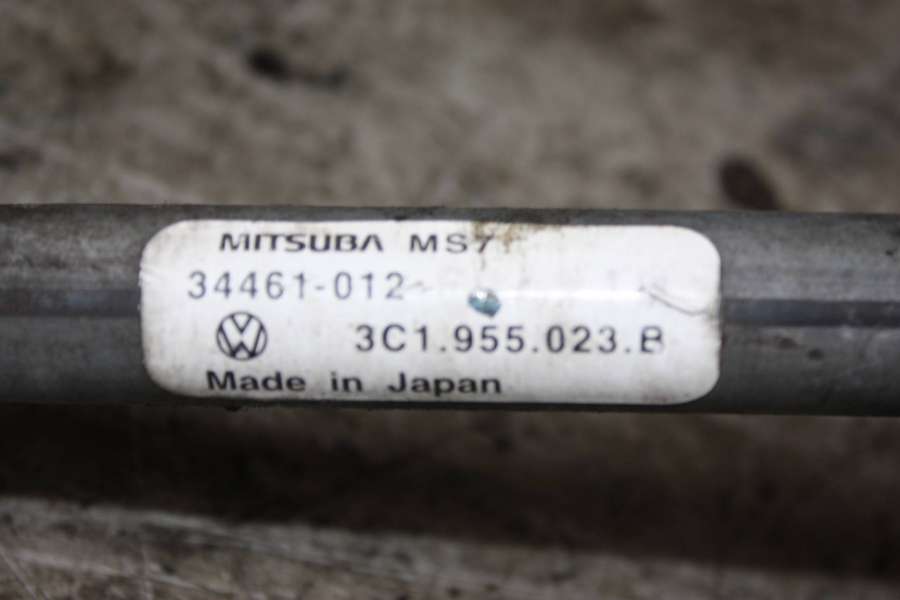 MITSUBA MS7
34461-012
3C1.955.023.B
Made in Japan